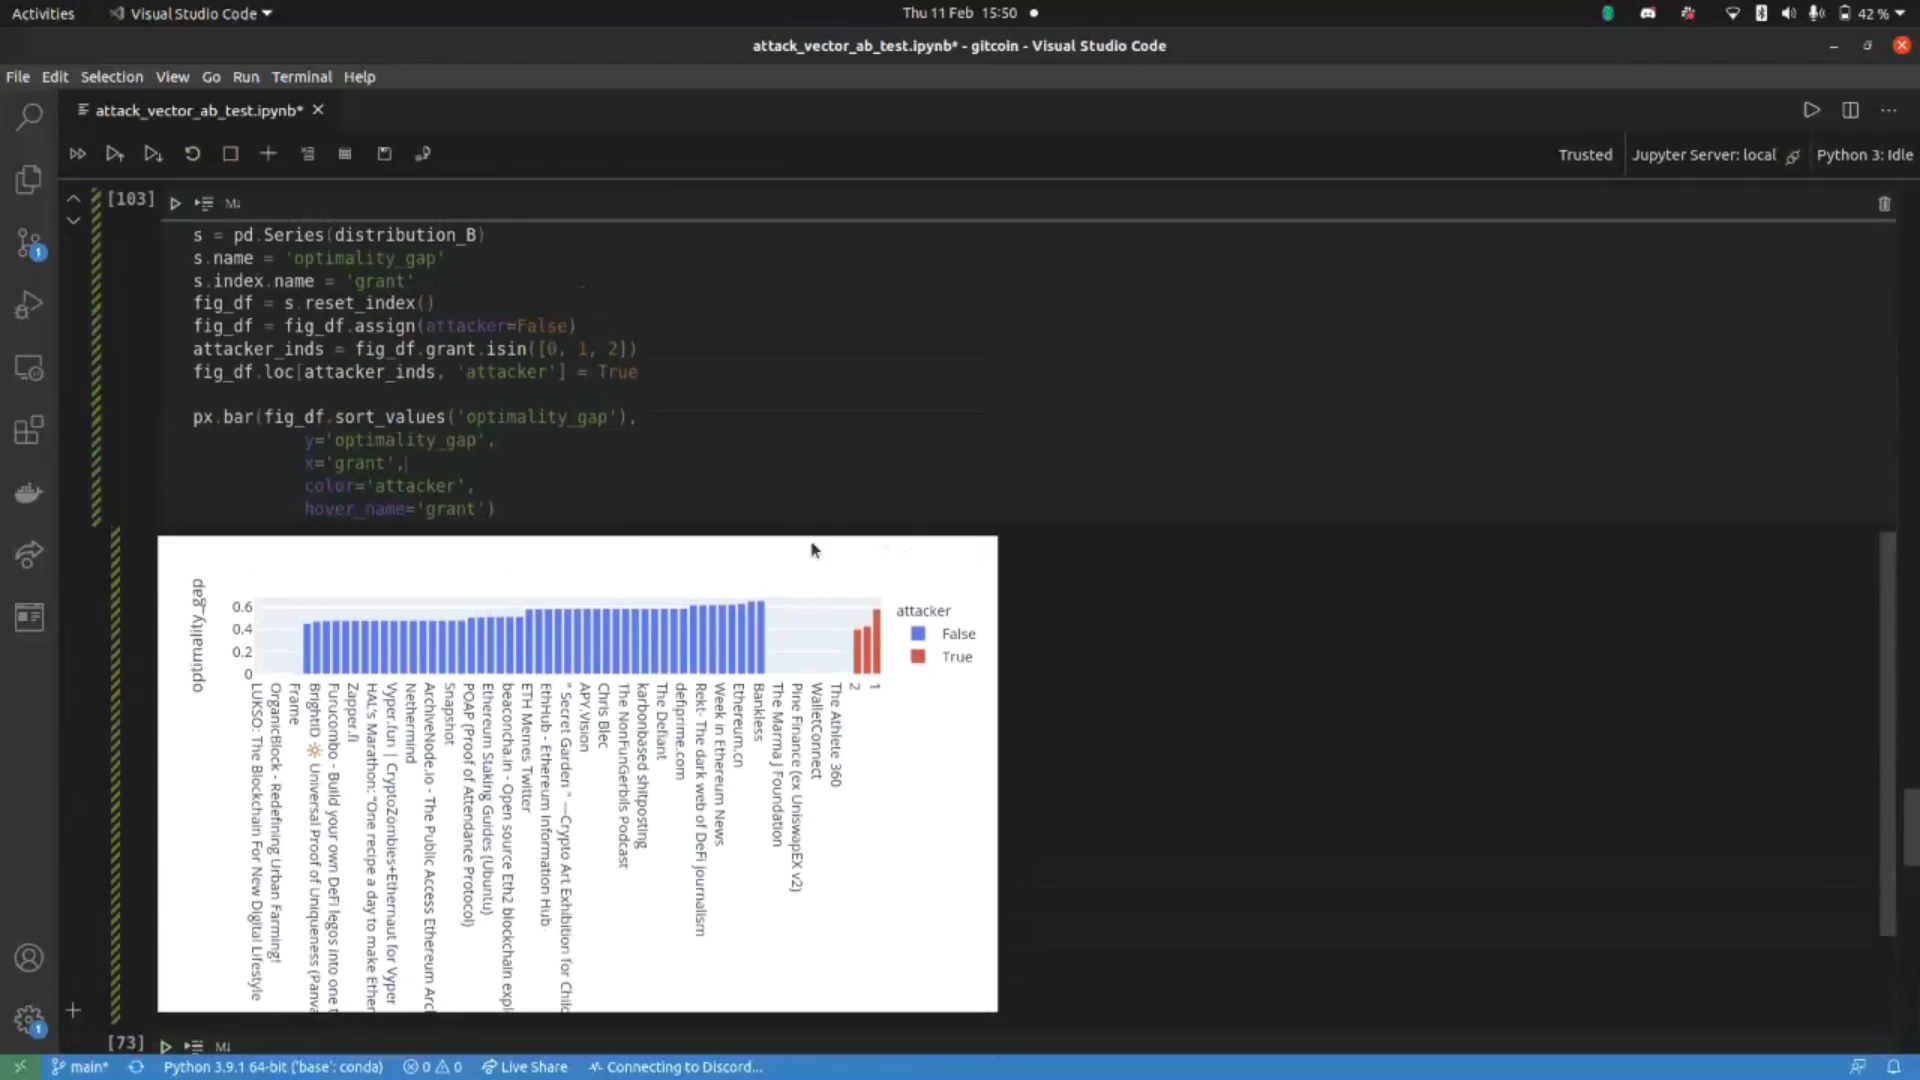 Activities
Visual Studio Code
Thu 11 Feb 15:50
42 %
attack_vector_ab_test.ipynb* - gitcoin - Visual Studio Code
File Edit Selection View Go Run Terminal Help
attack_vector_ab_test.ipynb*
Trusted
Jupyter Server: local
Python 3: Idle
[103]
M↓
s = pd.Series(distribution_B)
s.name = 'optimality_gap'
s.index.name = 'grant'
fig_df = s.reset_index()
fig_df = fig_df.assign(attacker=False)
attacker_inds = fig_df.grant.isin([0, 1, 2])
fig_df.loc[attacker_inds, 'attacker'] = True
px.bar(fig_df.sort_values('optimality_gap'),
y='optimality_gap',
x='grant',
color='attacker',
hover_name='grant')
optimality_gap
0.6
0.4
0.2
0
attacker
False
True
LUKSO: The Blockchain For New Digital Lifestyle
OrganicBlock - Redefining Urban Farming!
Frame
BrightID 🔆 Universal Proof of Uniqueness (Panva
Furucombo - Build your own DeFi legos into one t
Zapper.fi
HAL's Marathon: "One recipe a day to make Ether
Vyper.fun | CryptoZombies+Ethernaut for Vyper
Nethermind
ArchiveNode.io - The Public Access Ethereum Arc
Snapshot
POAP (Proof of Attendance Protocol)
Ethereum Staking Guides (Ubuntu)
beaconcha.in - Open source Eth2 blockchain expl
ETH Memes Twitter
EthHub - Ethereum Information Hub
" Secret Garden " —Crypto Art Exhibition for Chilc
APY.Vision
Chris Blec
The NonFunGerbils Podcast
karbonbased shitposting
The Defiant
defiprime.com
Rekt- The dark web of DeFi journalism
Week in Ethereum News
Ethereum.cn
Bankless
The Marma J Foundation
Pine Finance (ex UniswapEX v2)
WalletConnect
The Athlete 360
2
1
[73]
M↓
main*
Python 3.9.1 64-bit ('base': conda)
0
0
Live Share
Connecting to Discord...
1
1